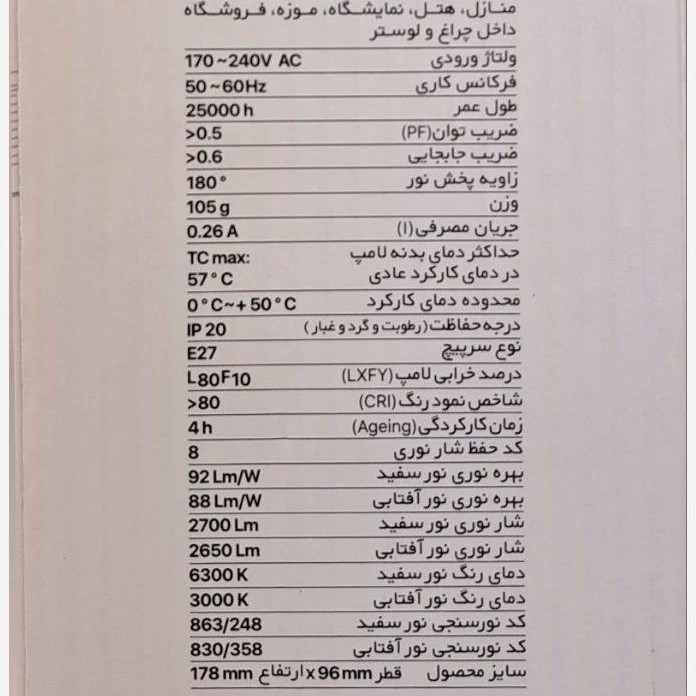 منازل، هتل، نمایشگاه، موزه، فروشگاه
داخل چراغ و لوستر
ولتاژ ورودی 170~240V AC
فرکانس کاری 50~60Hz
طول عمر 25000 h
ضریب توان(PF) >0.5
ضریب جابجایی >0.6
زاویه پخش نور 180°
وزن 105 g
جریان مصرفی(I) 0.26 A
حداکثر دمای بدنه لامپ TC max:
در دمای کارکرد عادی 57°C
محدوده دمای کارکرد 0°C~+50°C
درجه حفاظت(رطوبت و گرد و غبار) IP 20
نوع سرپیچ E27
درصد خرابی لامپ(LXFY) L80F10
شاخص نمود رنگ(CRI) >80
زمان کارکردگی(Ageing) 4 h
کد حفظ شار نوری 8
بهره نوری نور سفید 92 Lm/W
بهره نوری نور آفتابی 88 Lm/W
شار نوری نور سفید 2700 Lm
شار نوری نور آفتابی 2650 Lm
دمای رنگ نور سفید 6300 K
دمای رنگ نور آفتابی 3000 K
کد نورسنجی نور سفید 863/248
کد نورسنجی نور آفتابی 830/358
سایز محصول قطر 96 mm x ارتفاع 178 mm